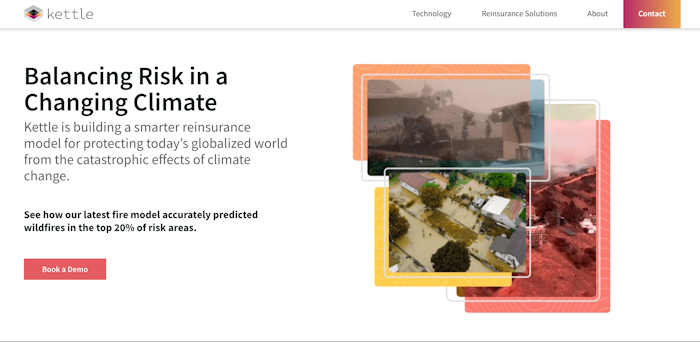 kettle
Technology
Reinsurance Solutions
About
Contact
Balancing Risk in a
Changing Climate
Kettle is building a smarter reinsurance
model for protecting today's globalized world
from the catastrophic effects of climate
change.
See how our latest fire model accurately predicted
wildfires in the top 20% of risk areas.
Book a Demo